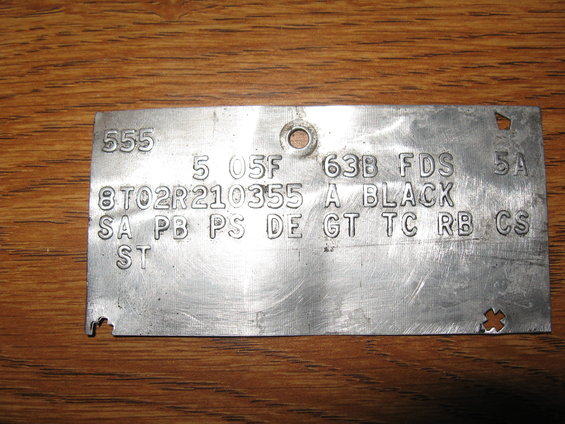 555
5 05F 63B FDS 5A
8T02R210355 A BLACK
SA PB PS DE GT TC RB CS
ST